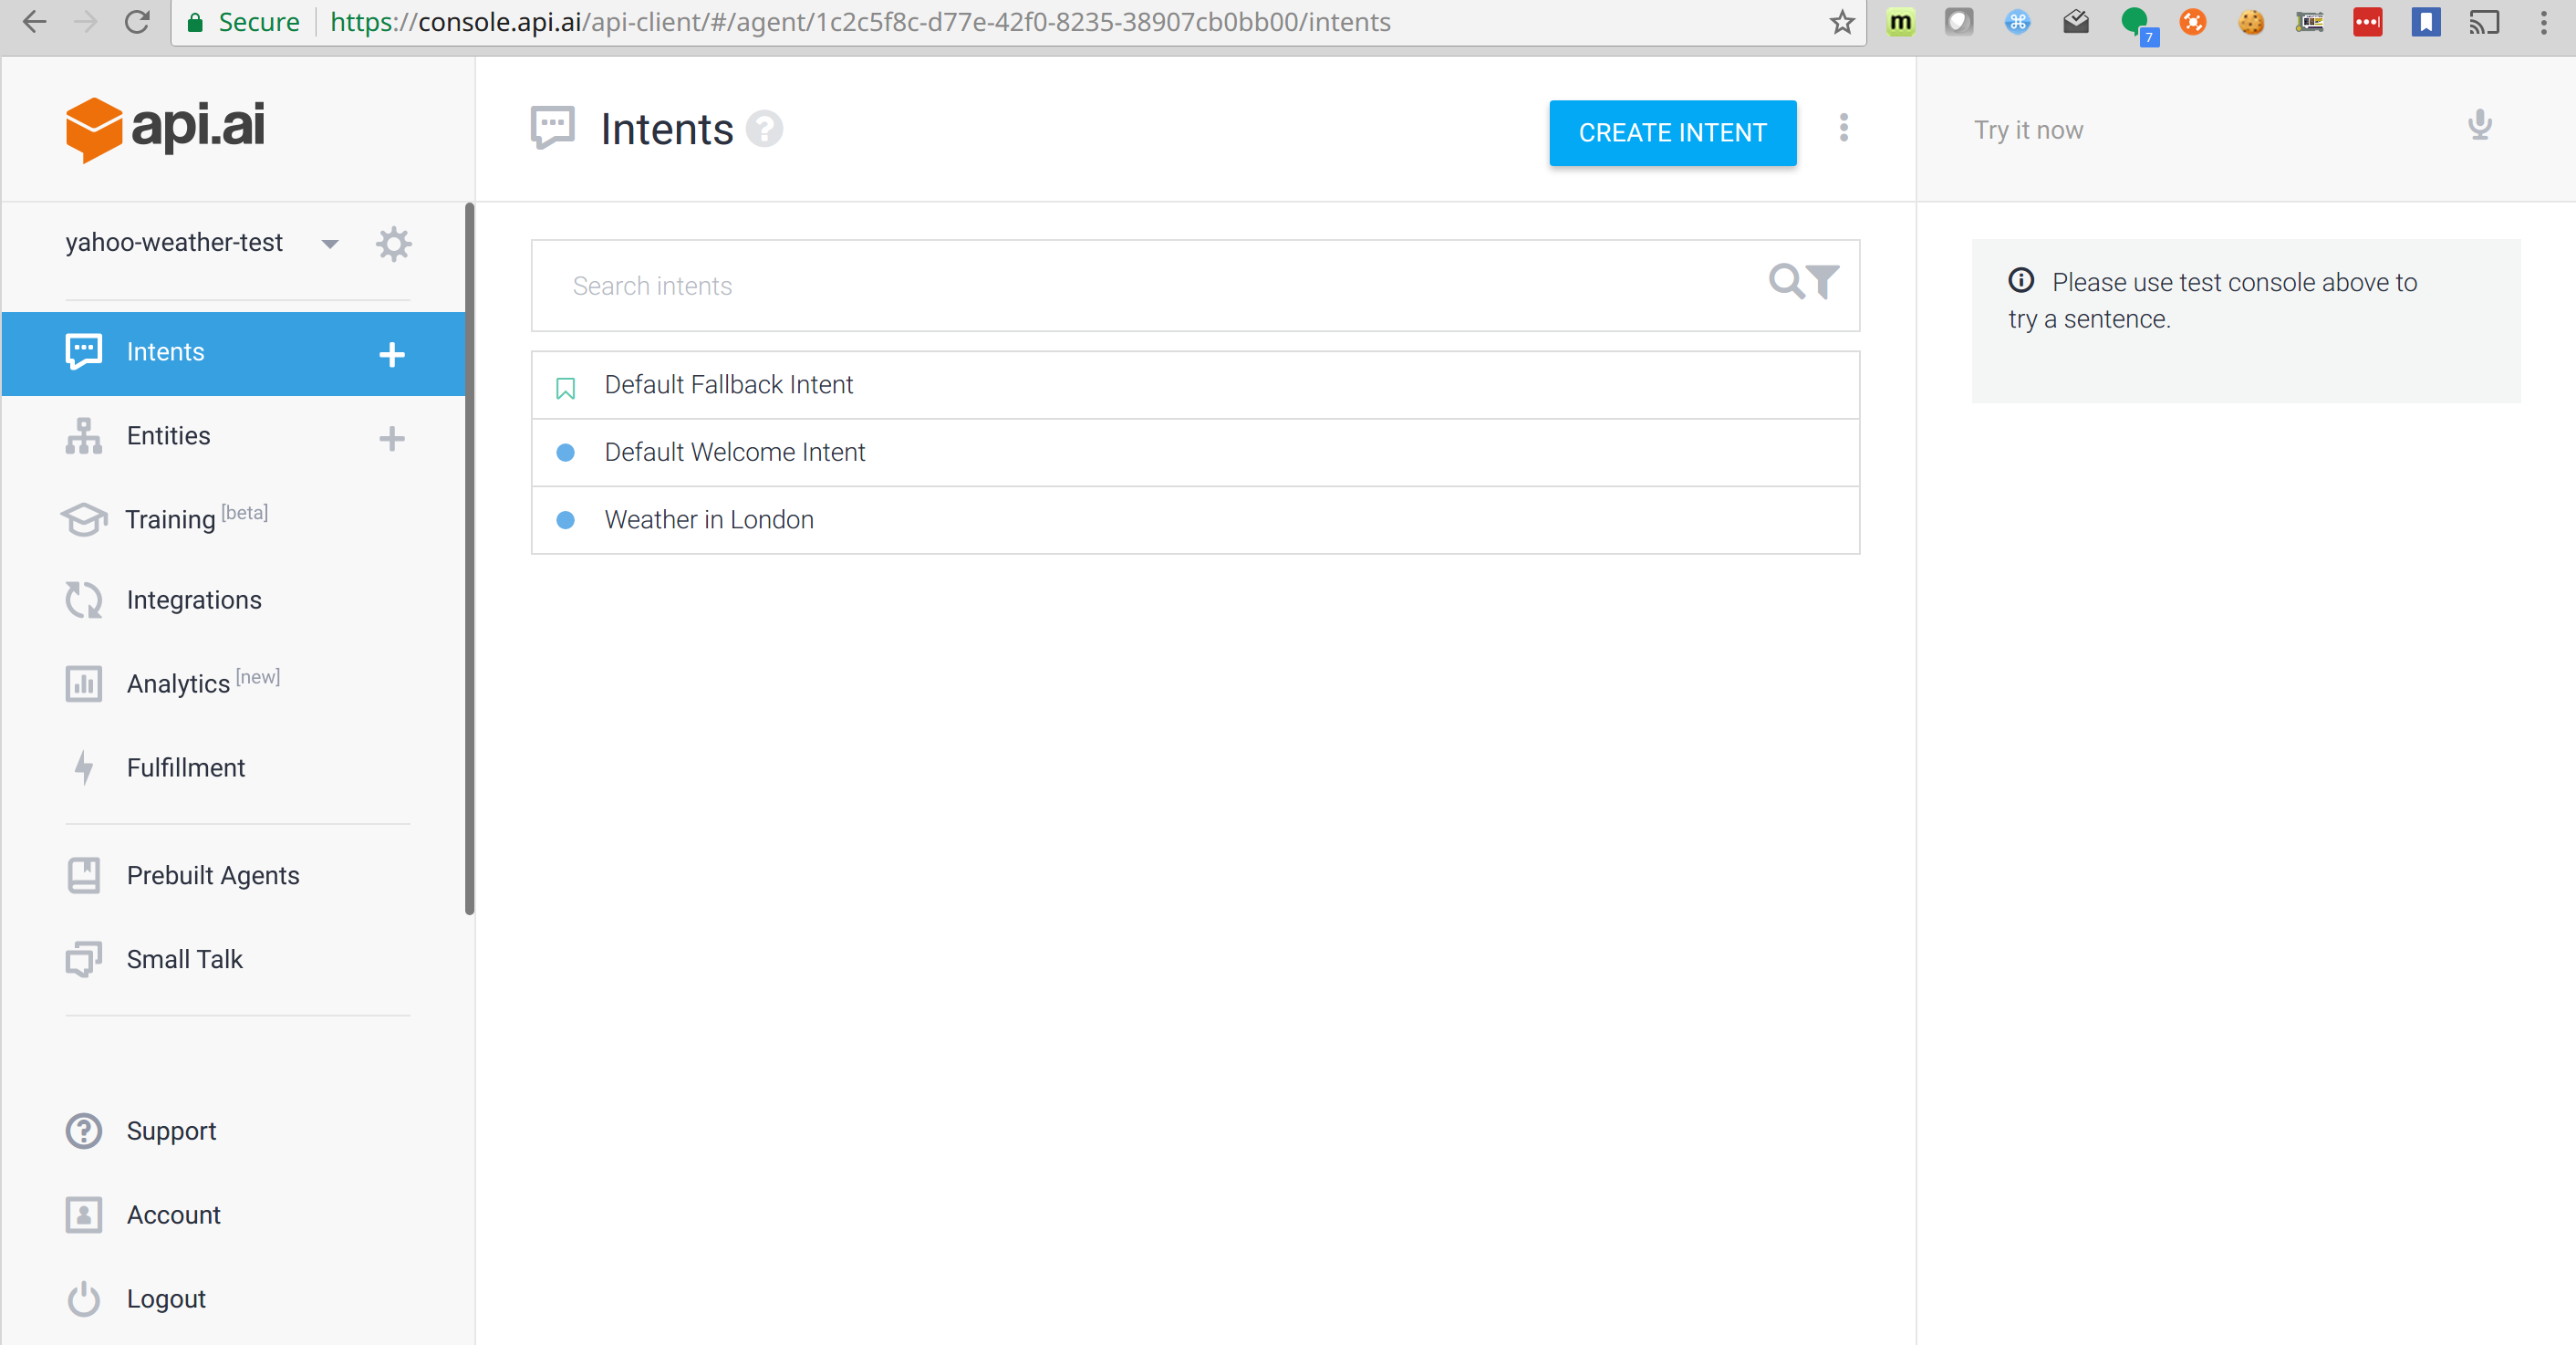 Secure https://console.api.ai/api-client/#/agent/1c2c5f8c-d77e-42f0-8235-38907cb0bb00/intents
m
7
api.ai
Intents ?
CREATE INTENT
Try it now
yahoo-weather-test
Search intents
Please use test console above to
try a sentence.
Intents +
Default Fallback Intent
Entities +
Default Welcome Intent
Training [beta]
Weather in London
Integrations
Analytics [new]
Fulfillment
Prebuilt Agents
Small Talk
Support
Account
Logout